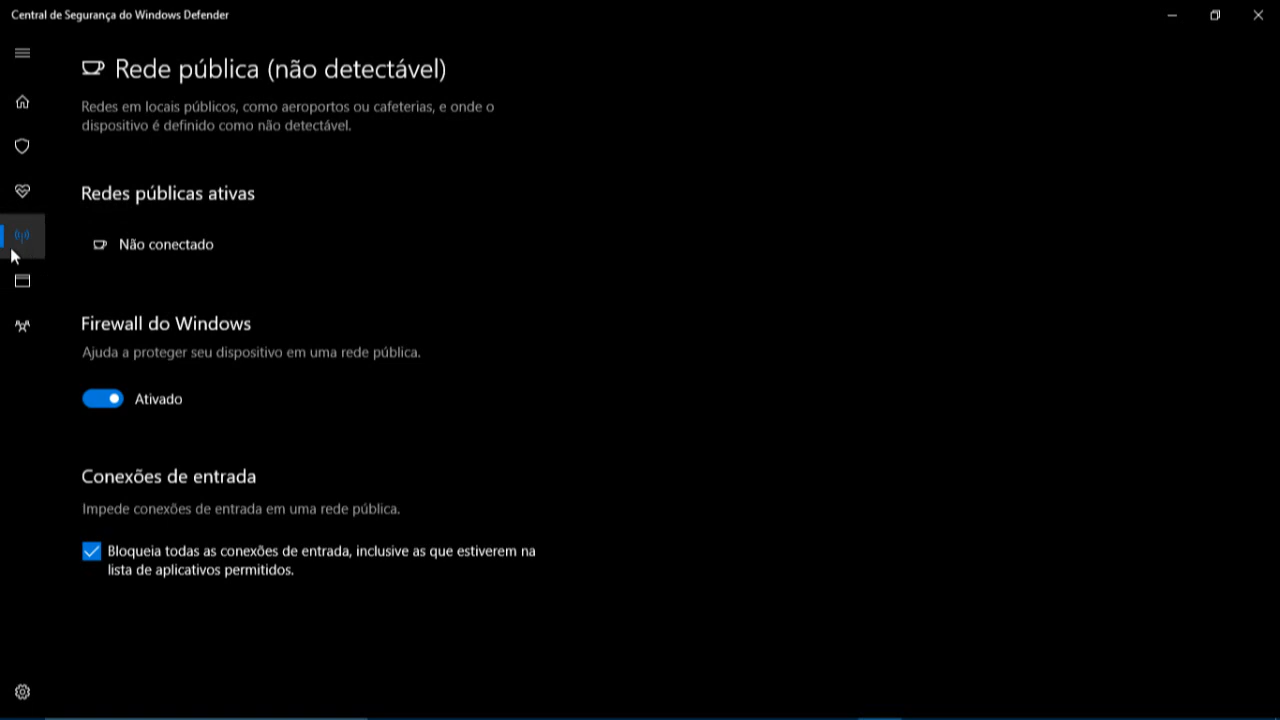 Central de Segurança do Windows Defender
Rede pública (não detectável)
Redes em locais públicos, como aeroportos ou cafeterias, e onde o
dispositivo é definido como não detectável.
Redes públicas ativas
Não conectado
Firewall do Windows
Ajuda a proteger seu dispositivo em uma rede pública.
Ativado
Conexões de entrada
Impede conexões de entrada em uma rede pública.
Bloqueia todas as conexões de entrada, inclusive as que estiverem na
lista de aplicativos permitidos.